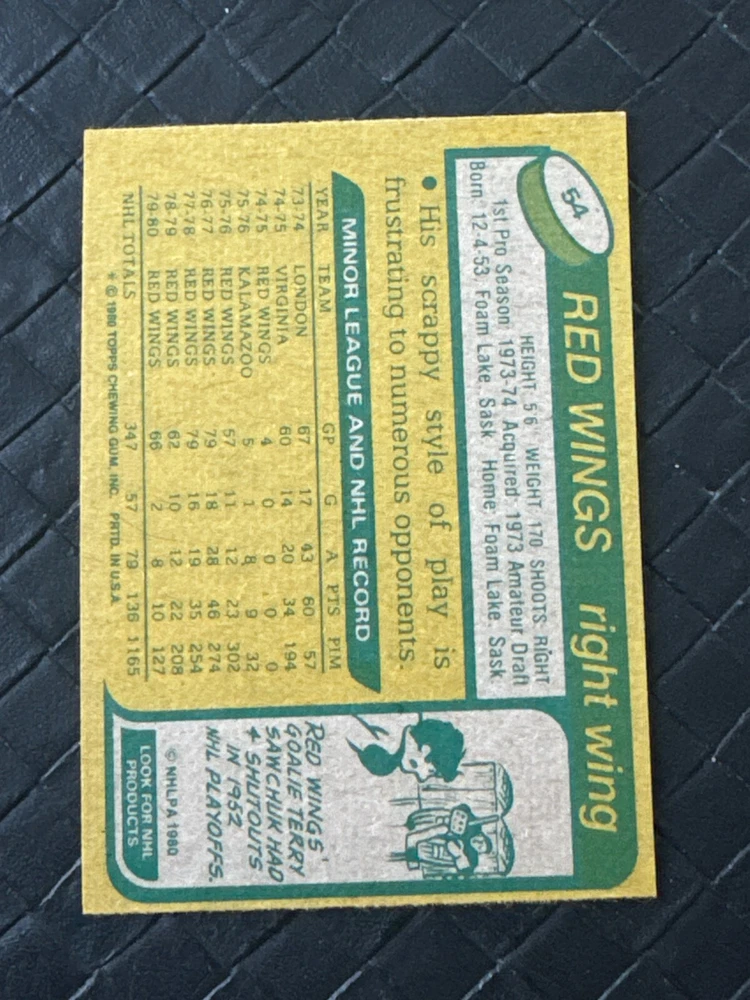 54
RED WINGS right wing
HEIGHT: 5'6" WEIGHT: 170 SHOOTS: RIGHT
1st Pro Season: 1973-74 Acquired: 1973 Amateur Draft
Born: 12-4-53, Foam Lake, Sask. Home: Foam Lake, Sask.
• His scrappy style of play is
frustrating to numerous opponents.
MINOR LEAGUE AND NHL RECORD
YEAR TEAM GP G A PTS PIM
73-74 LONDON 67 17 43 60 57
74-75 VIRGINIA 60 14 20 34 194
74-75 RED WINGS 4 0 0 0 0
75-76 KALAMAZOO 5 1 8 9 32
75-76 RED WINGS 57 11 12 23 302
76-77 RED WINGS 79 18 28 46 274
77-78 RED WINGS 79 16 19 35 254
78-79 RED WINGS 62 10 12 22 208
79-80 RED WINGS 66 2 8 10 127
NHL TOTALS 347 57 79 136 1165
+ © 1980 TOPPS CHEWING GUM, INC. PRTD. IN U.S.A.
RED WINGS'
GOALIE TERRY
SAWCHUK HAD
4 SHUTOUTS
IN 1952
NHL PLAYOFFS.
© NHLPA 1980
LOOK FOR NHL
PRODUCTS